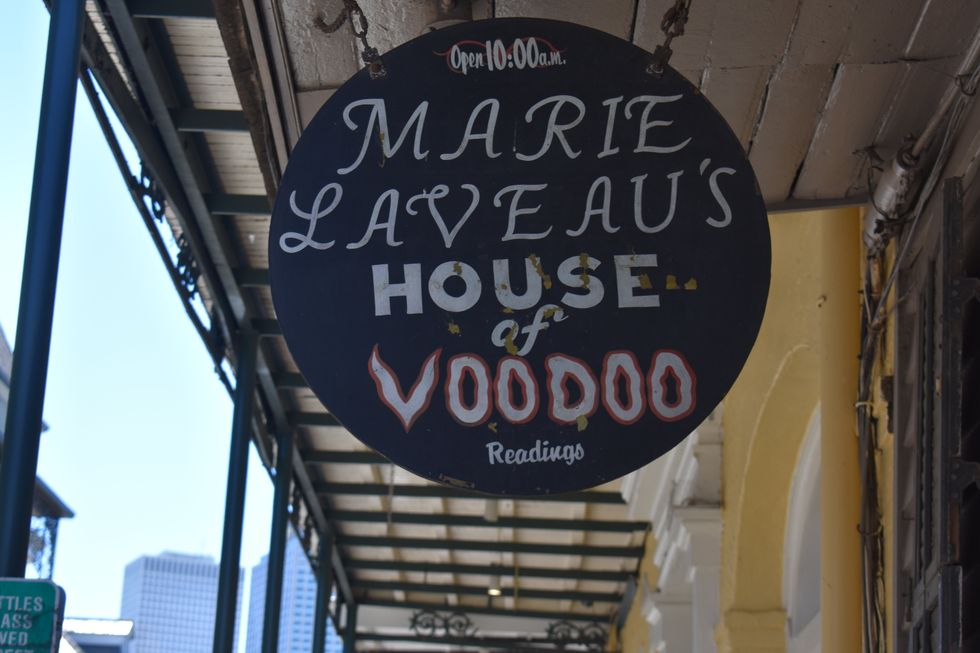 Open 10:00 a.m.
MARIE
LAVEAU'S
HOUSE
of
VOODOO
Readings